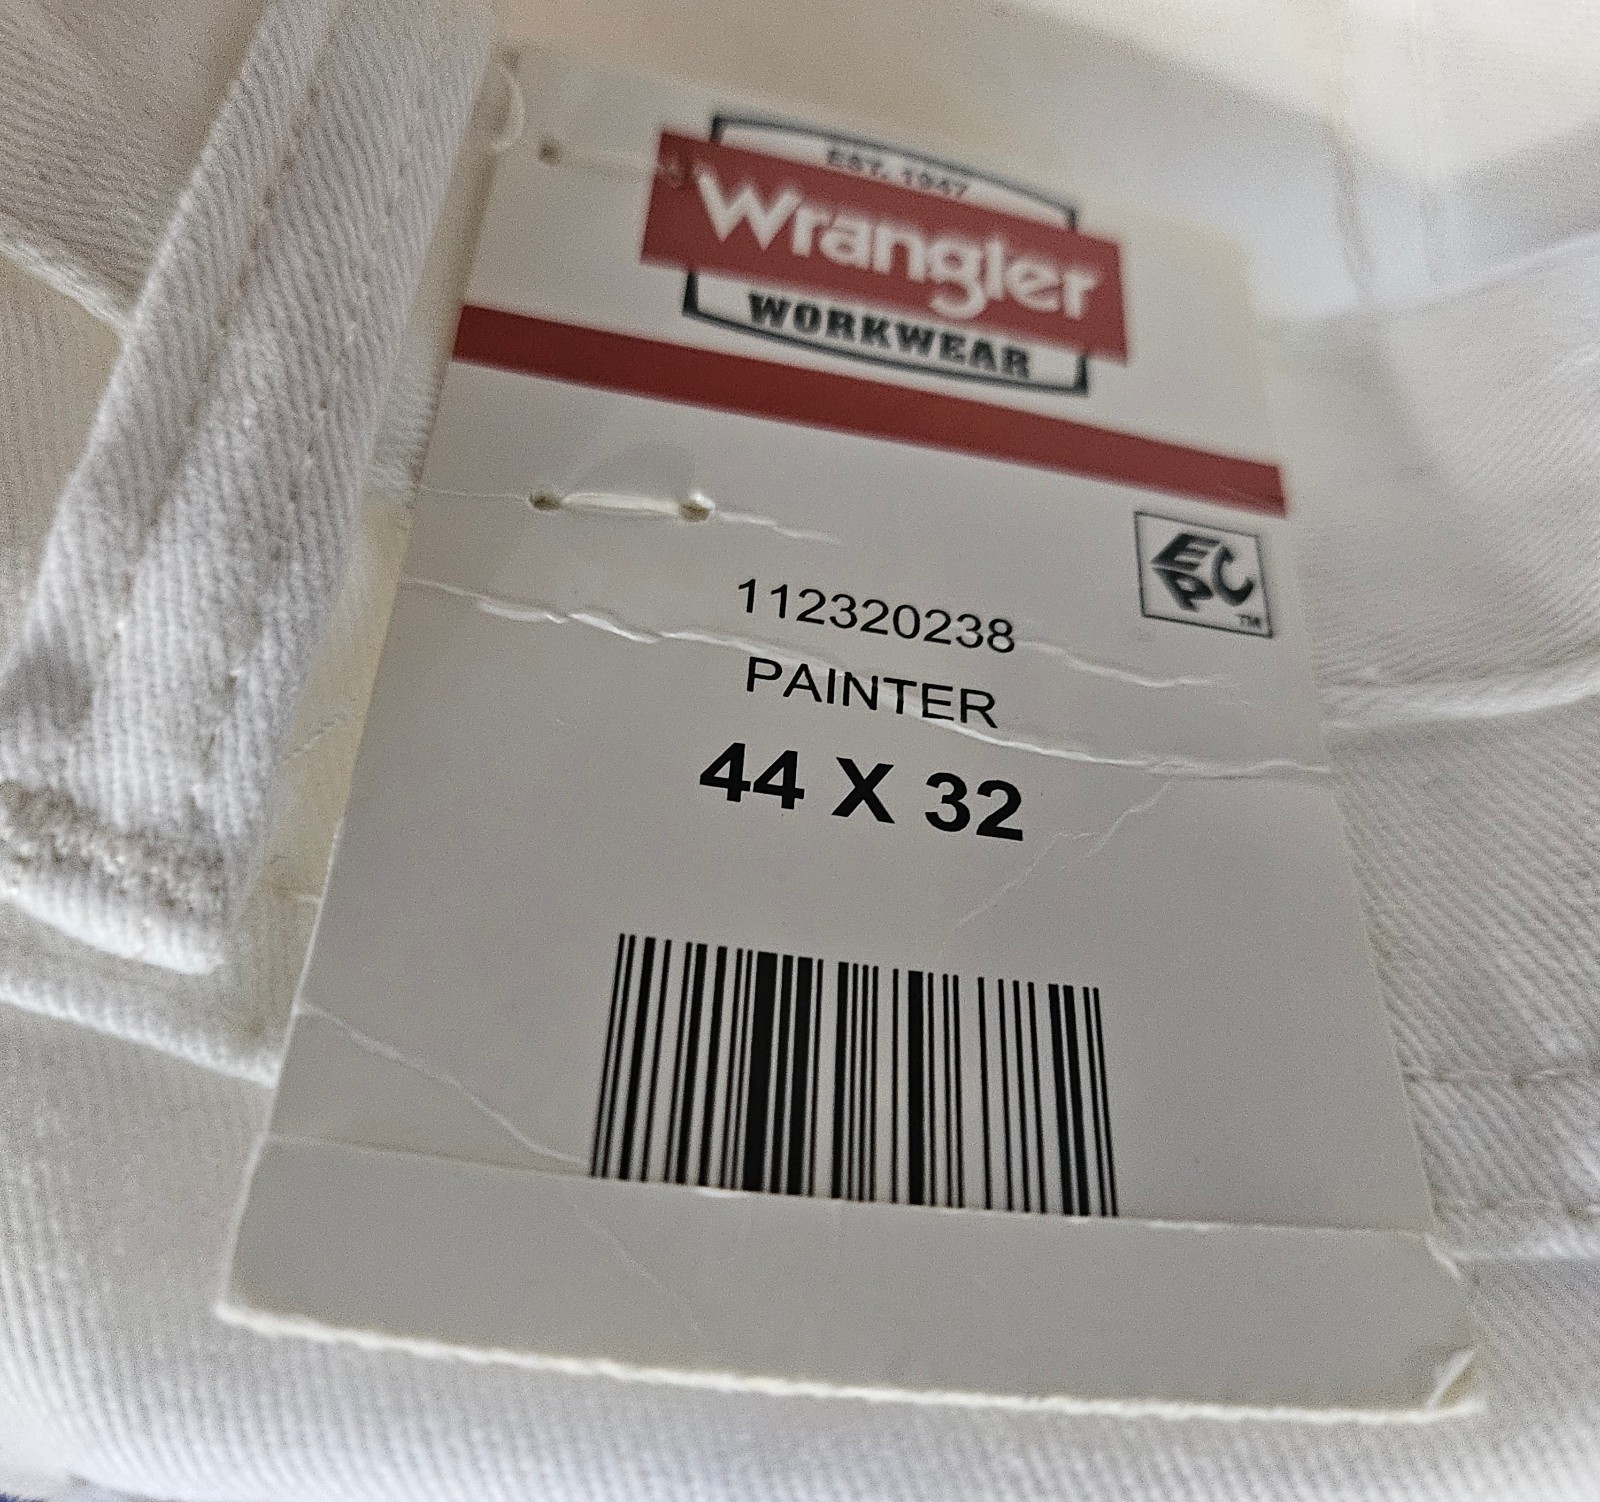 EST. 1947
Wrangler
WORKWEAR
EPC
TM
112320238
PAINTER
44 X 32